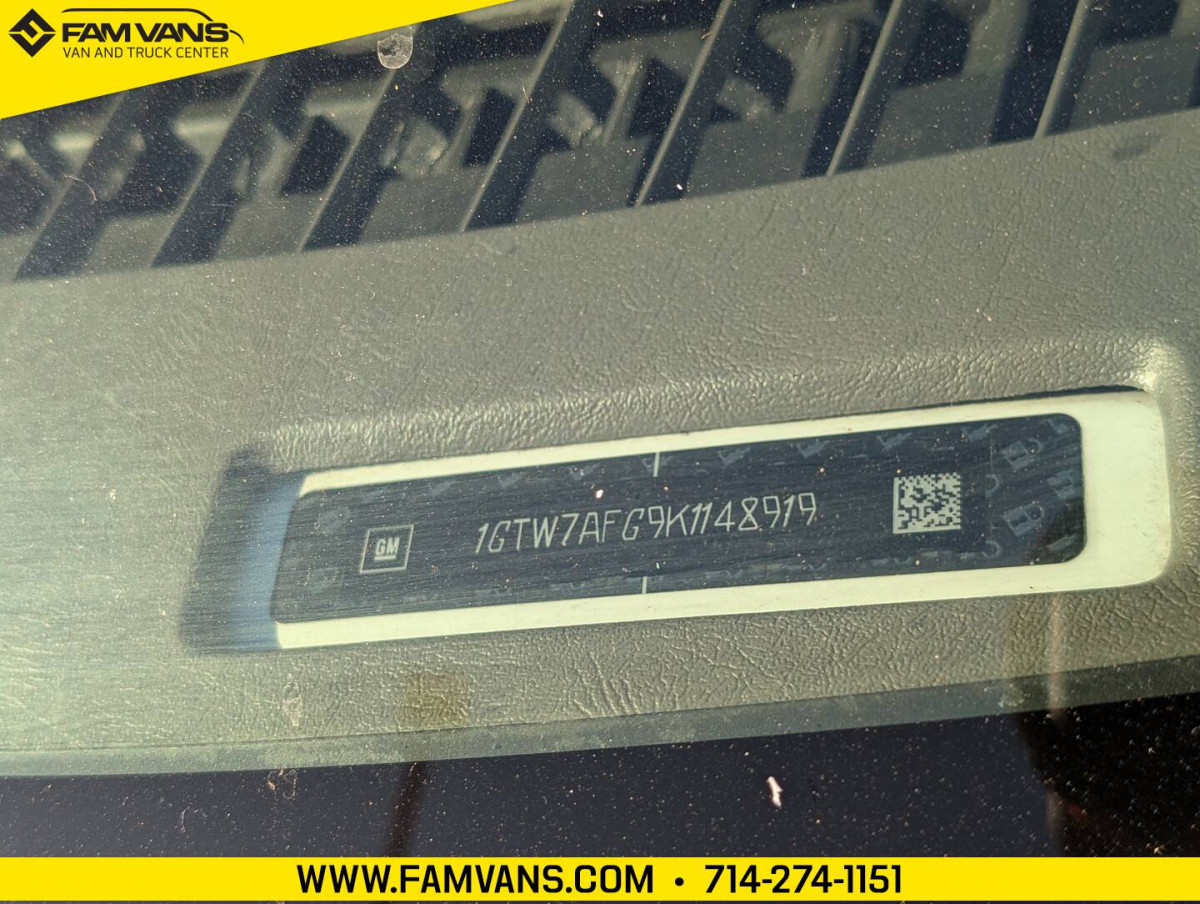 FAM VANS
VAN AND TRUCK CENTER
GM
1GTW7AFG9K1148919
WWW.FAMVANS.COM • 714-274-1151